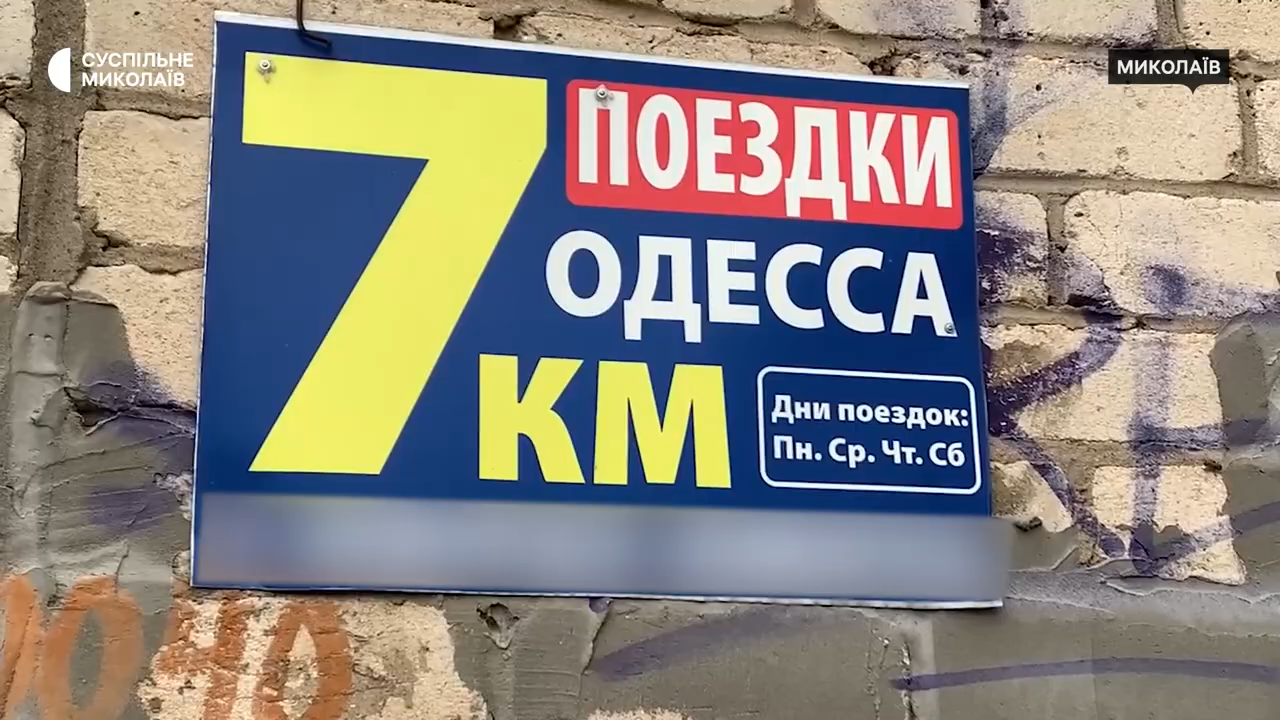 СУСПІЛЬНЕ
МИКОЛАЇВ
МИКОЛАЇВ
7
ПОЕЗДКИ
ОДЕССА
КМ
Дни поездок:
Пн. Ср. Чт. Сб